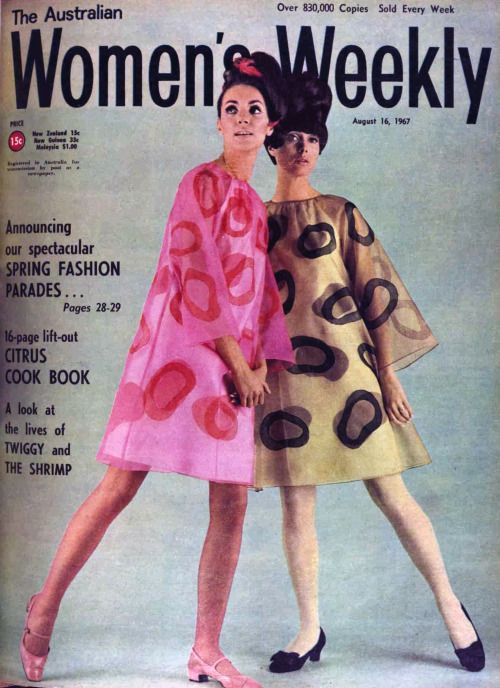 Over 830,000 Copies Sold Every Week
The Australian
Women's Weekly
August 16, 1967
PRICE
15c
New Zealand 15c
New Guinea 23c
Malaysia $1.00
Registered in Australia for
transmission by post as a
newspaper.
Announcing
our spectacular
SPRING FASHION
PARADES...
Pages 28-29
16-page lift-out
CITRUS
COOK BOOK
A look at
the lives of
TWIGGY and
THE SHRIMP